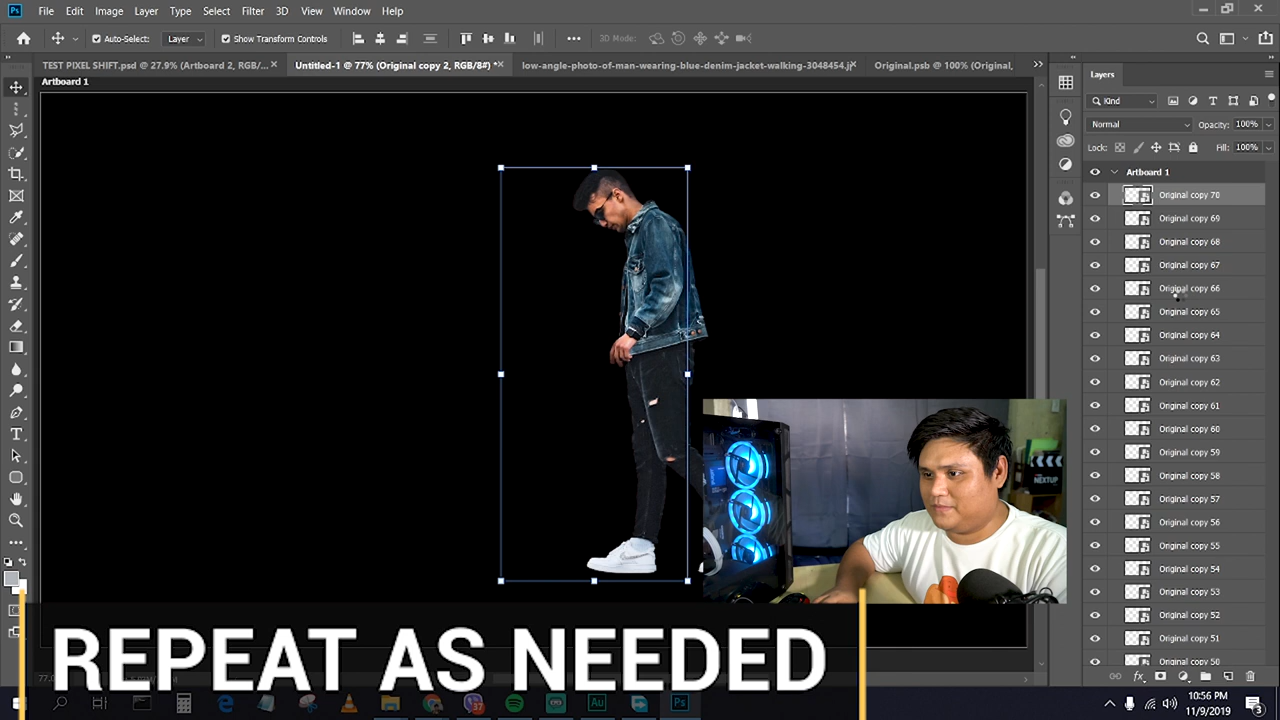 Ps File Edit Image Layer Type Select Filter 3D View Window Help
Auto-Select: Layer Show Transform Controls 3D Mode:
TEST PIXEL SHIFT.psd @ 27.9% (Artboard 2, RGB/... × Untitled-1 @ 77% (Original copy 2, RGB/8#) * × low-angle-photo-of-man-wearing-blue-denim-jacket-walking-3048454.jp Original.psb @ 100% (Original,
Artboard 1
Layers
Kind
Normal Opacity: 100%
Lock: Fill: 100%
Artboard 1
Original copy 70
Original copy 69
Original copy 68
Original copy 67
Original copy 66
Original copy 65
Original copy 64
Original copy 63
Original copy 62
Original copy 61
Original copy 60
Original copy 59
Original copy 58
Original copy 57
Original copy 56
Original copy 55
Original copy 54
Original copy 53
Original copy 52
Original copy 51
Original copy 50
NEXTUP
REPEAT AS NEEDED
Au Ps
10:56 PM
11/9/2019